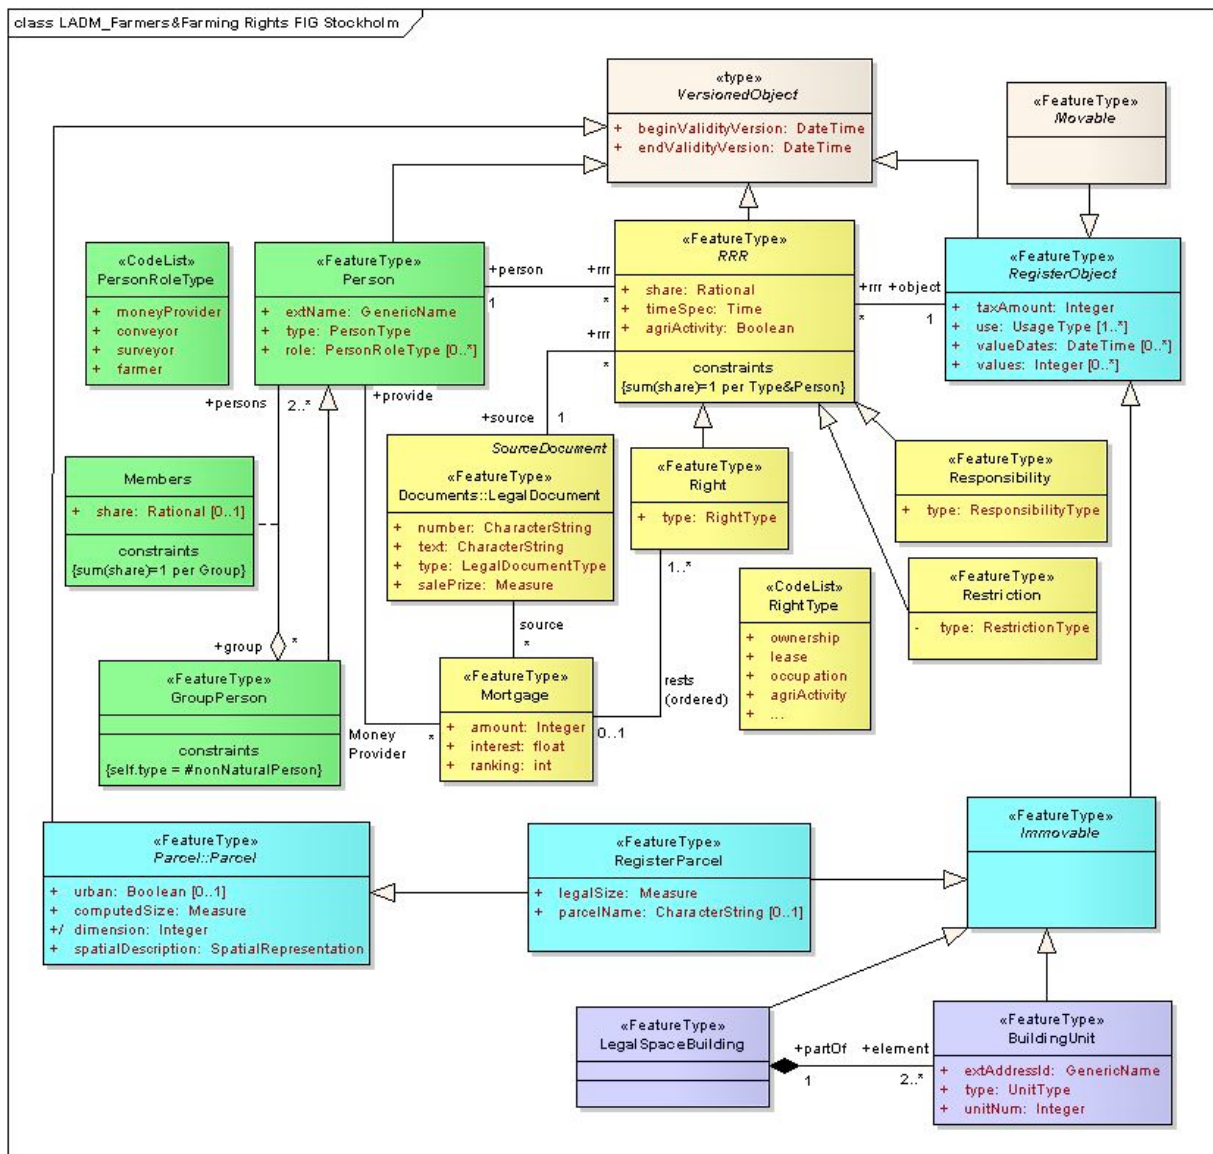 class LADM_Farmers&Farming Rights FIG Stockholm
«type»
VersionedObject
+ beginValidityVersion: DateTime
+ endValidityVersion: DateTime
«FeatureType»
Movable
«CodeList»
PersonRoleType
+ moneyProvider
+ conveyor
+ surveyor
+ farmer
«FeatureType»
Person
+ extName: GenericName
+ type: PersonType
+ role: PersonRoleType [0..*]
+person
1
+rrr
*
«FeatureType»
RRR
+ share: Rational
+ timeSpec: Time
+ agriActivity: Boolean
constraints
{sum(share)=1 per Type&Person}
+rrr +object
* 1
«FeatureType»
RegisterObject
+ taxAmount: Integer
+ use: UsageType [1..*]
+ valueDates: DateTime [0..*]
+ values: Integer [0..*]
+rrr
*
+source 1
+persons 2..*
+provide
Members
+ share: Rational [0..1]
constraints
{sum(share)=1 per Group}
SourceDocument
«FeatureType»
Documents::LegalDocument
+ number: CharacterString
+ text: CharacterString
+ type: LegalDocumentType
+ salePrize: Measure
«FeatureType»
Right
+ type: RightType
1..*
«FeatureType»
Responsibility
+ type: ResponsibilityType
«CodeList»
RightType
+ ownership
+ lease
+ occupation
+ agriActivity
+ ...
«FeatureType»
Restriction
- type: RestrictionType
source
*
+group *
«FeatureType»
GroupPerson
constraints
{self.type = #nonNaturalPerson}
Money
Provider
*
«FeatureType»
Mortgage
+ amount: Integer
+ interest: float
+ ranking: int
rests
(ordered)
0..1
«FeatureType»
Parcel::Parcel
+ urban: Boolean [0..1]
+ computedSize: Measure
+/ dimension: Integer
+ spatialDescription: SpatialRepresentation
«FeatureType»
RegisterParcel
+ legalSize: Measure
+ parcelName: CharacterString [0..1]
«FeatureType»
Immovable
«FeatureType»
LegalSpaceBuilding
+partOf +element
1 2..*
«FeatureType»
BuildingUnit
+ extAddressId: GenericName
+ type: UnitType
+ unitNum: Integer